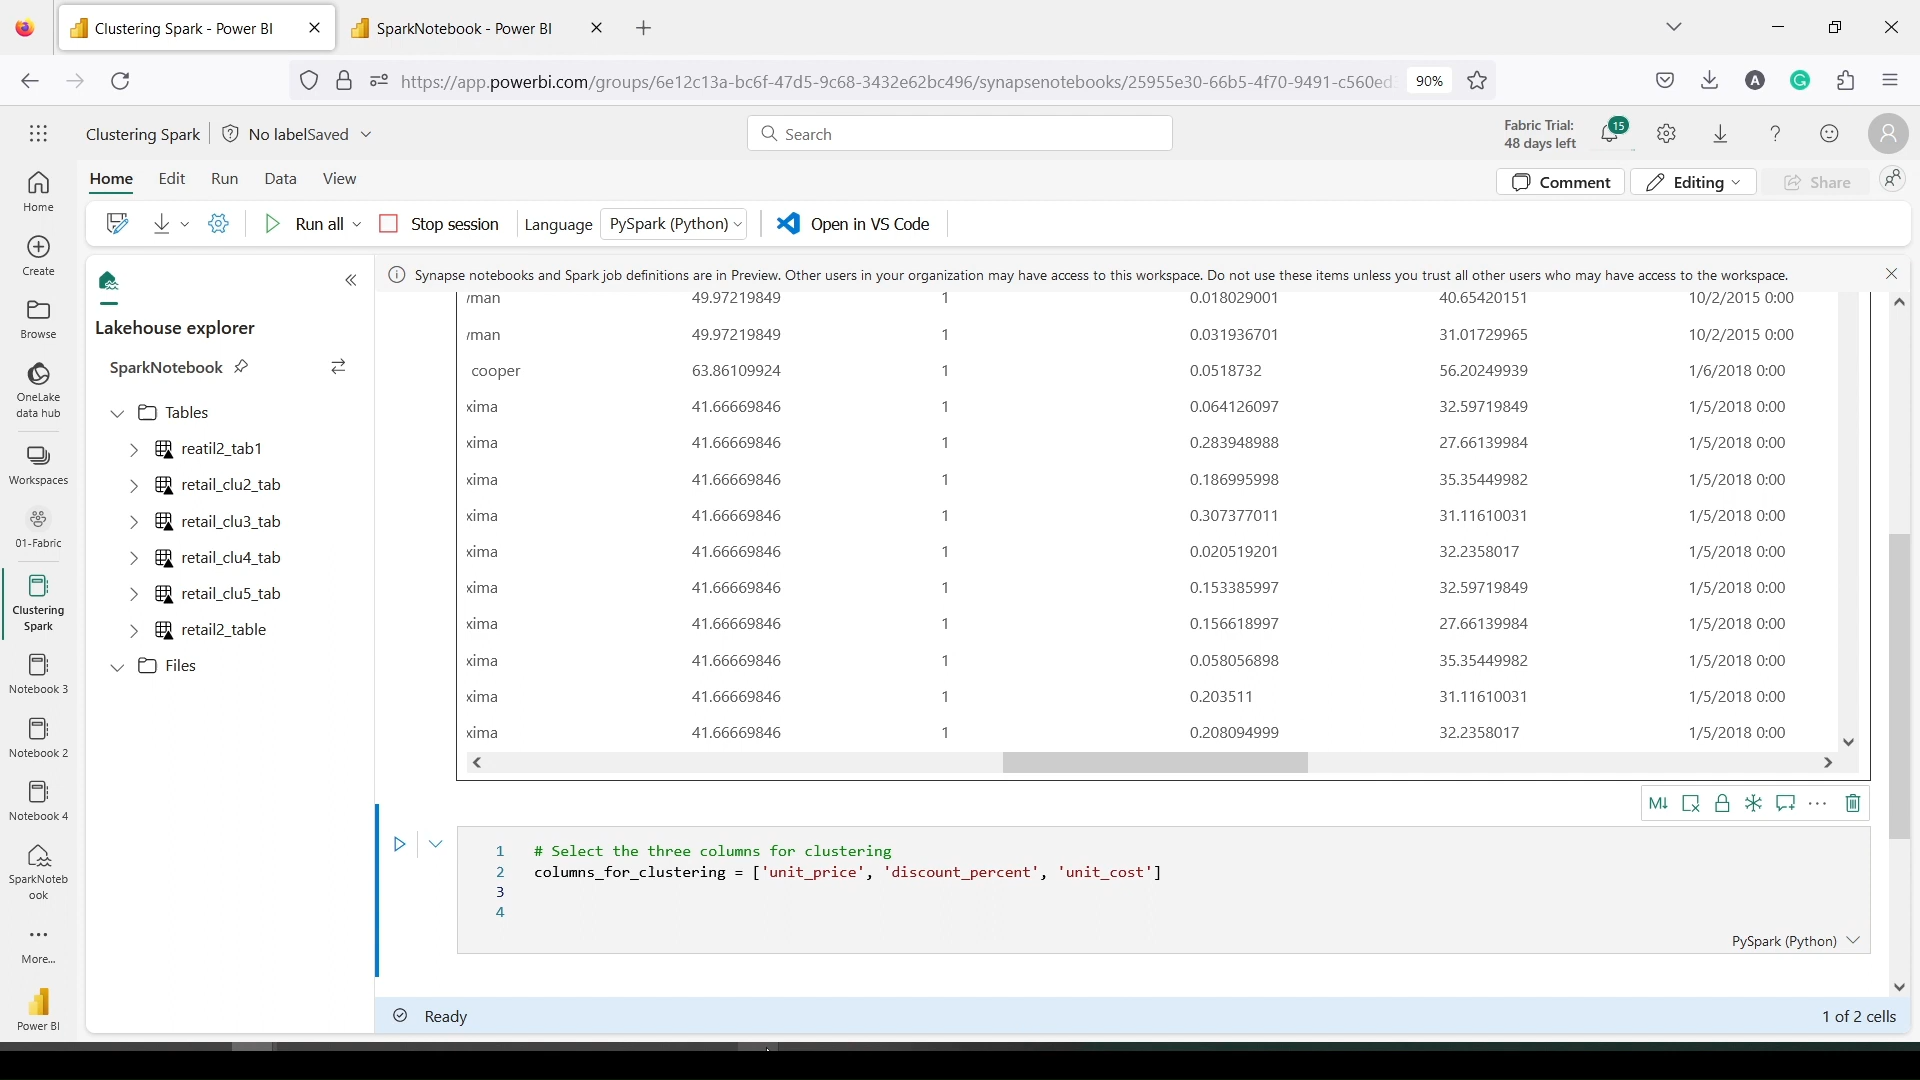 Clustering Spark - Power BI
SparkNotebook - Power BI
https://app.powerbi.com/groups/6e12c13a-bc6f-47d5-9c68-3432e62bc496/synapsenotebooks/25955e30-66b5-4f70-9491-c560ed
90%
Clustering Spark
No labelSaved
Search
Fabric Trial:
48 days left
15
Home
Edit
Run
Data
View
Comment
Editing
Share
Run all
Stop session
Language
PySpark (Python)
Open in VS Code
Home
Create
Browse
OneLake
data hub
Workspaces
01-Fabric
Clustering
Spark
Notebook 3
Notebook 2
Notebook 4
SparkNoteb
ook
More...
Power BI
Lakehouse explorer
SparkNotebook
Tables
reatil2_tab1
retail_clu2_tab
retail_clu3_tab
retail_clu4_tab
retail_clu5_tab
retail2_table
Files
Synapse notebooks and Spark job definitions are in Preview. Other users in your organization may have access to this workspace. Do not use these items unless you trust all other users who may have access to the workspace.
man 49.97219849 1 0.018029001 40.65420151 10/2/2015 0:00
man 49.97219849 1 0.031936701 31.01729965 10/2/2015 0:00
cooper 63.86109924 1 0.0518732 56.20249939 1/6/2018 0:00
xima 41.66669846 1 0.064126097 32.59719849 1/5/2018 0:00
xima 41.66669846 1 0.283948988 27.66139984 1/5/2018 0:00
xima 41.66669846 1 0.186995998 35.35449982 1/5/2018 0:00
xima 41.66669846 1 0.307377011 31.11610031 1/5/2018 0:00
xima 41.66669846 1 0.020519201 32.2358017 1/5/2018 0:00
xima 41.66669846 1 0.153385997 32.59719849 1/5/2018 0:00
xima 41.66669846 1 0.156618997 27.66139984 1/5/2018 0:00
xima 41.66669846 1 0.058056898 35.35449982 1/5/2018 0:00
xima 41.66669846 1 0.203511 31.11610031 1/5/2018 0:00
xima 41.66669846 1 0.208094999 32.2358017 1/5/2018 0:00
M↓
1 # Select the three columns for clustering
2 columns_for_clustering = ['unit_price', 'discount_percent', 'unit_cost']
3
4
PySpark (Python)
Ready
1 of 2 cells